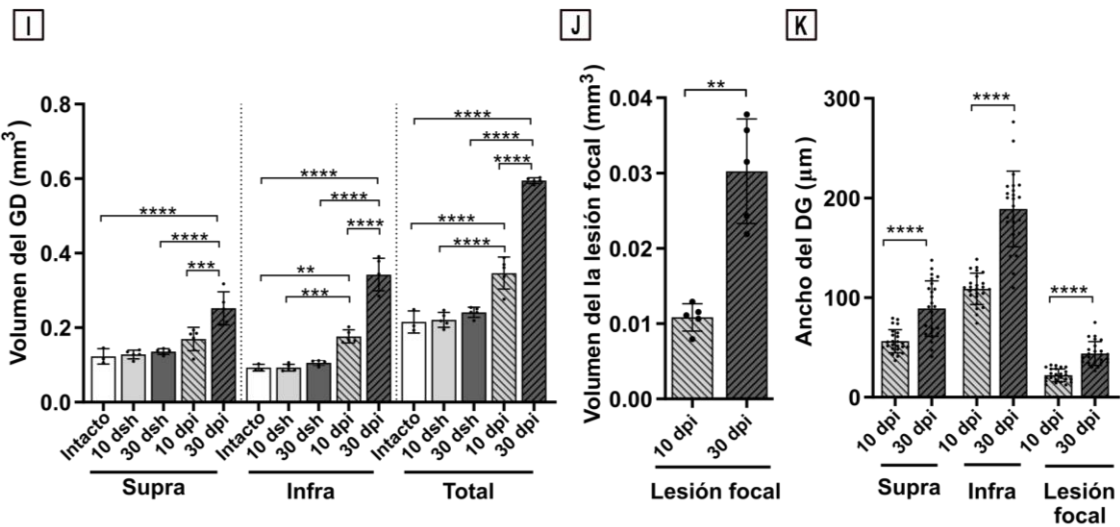 I
Volumen del GD (mm3)
0.8
0.6
0.4
0.2
0.0
****
****
***
****
****
****
**
***
****
****
****
****
****
Intacto
10 dsh
30 dsh
10 dpi
30 dpi
Intacto
10 dsh
30 dsh
10 dpi
30 dpi
Intacto
10 dsh
30 dsh
10 dpi
30 dpi
Supra
Infra
Total
J
Volumen del la lesión focal (mm3)
0.04
0.03
0.02
0.01
0.00
**
10 dpi
30 dpi
Lesión focal
K
Ancho del DG (µm)
300
200
100
0
****
****
****
10 dpi
30 dpi
10 dpi
30 dpi
10 dpi
30 dpi
Supra
Infra
Lesión
focal